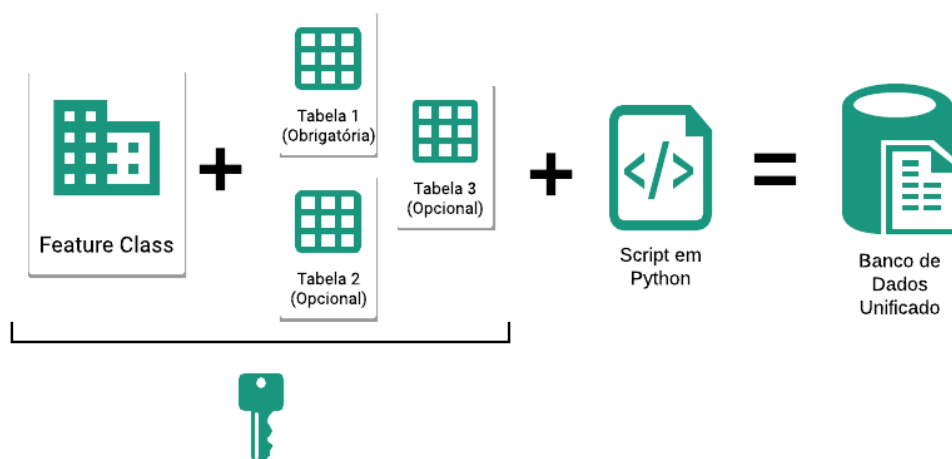 Feature Class
Tabela 1
(Obrigatória)
Tabela 2
(Opcional)
Tabela 3
(Opcional)
Script em
Python
Banco de
Dados
Unificado